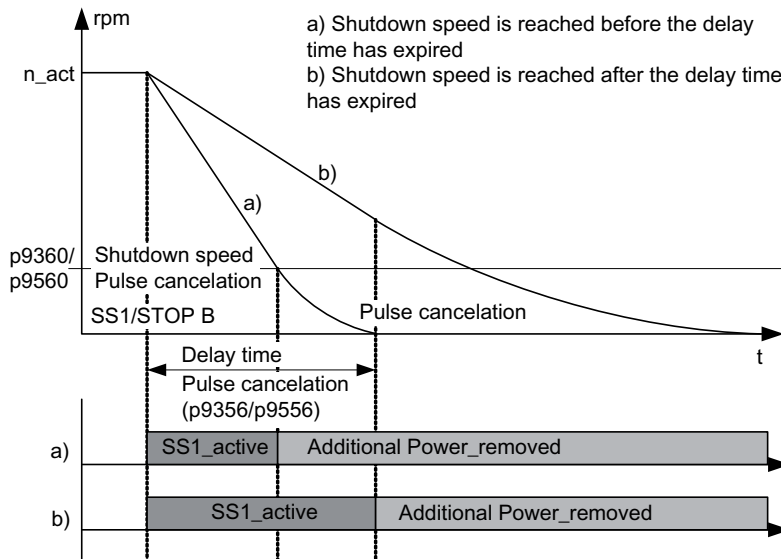 rpm
a) Shutdown speed is reached before the delay
time has expired
b) Shutdown speed is reached after the delay time
has expired
n_act
b)
a)
p9360/
p9560
Shutdown speed
Pulse cancelation
SS1/STOP B
Pulse cancelation
t
Delay time
Pulse cancelation
(p9356/p9556)
a)
SS1_active
Additional Power_removed
b)
SS1_active
Additional Power_removed